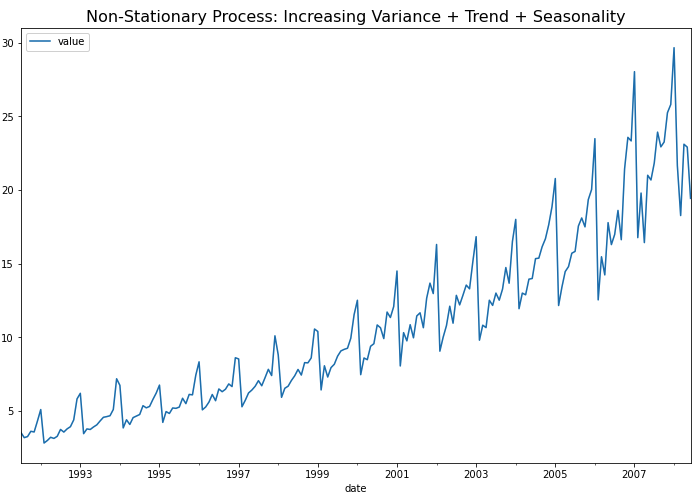 Non-Stationary Process: Increasing Variance + Trend + Seasonality
value
30
25
20
15
10
5
1993 1995 1997 1999 2001 2003 2005 2007
date